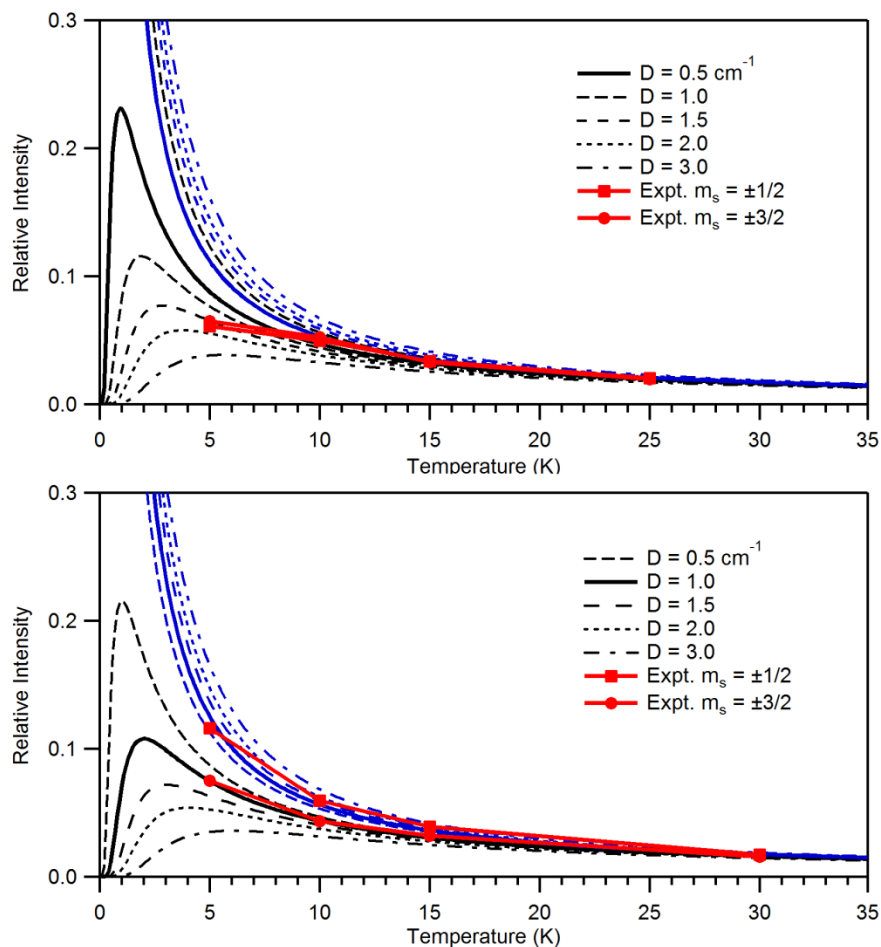 0.3
0.2
0.1
0.0
Relative Intensity
D = 0.5 cm⁻¹
D = 1.0
D = 1.5
D = 2.0
D = 3.0
Expt. mₛ = ±1/2
Expt. mₛ = ±3/2
0 5 10 15 20 25 30 35
Temperature (K)
0.3
0.2
0.1
0.0
Relative Intensity
D = 0.5 cm⁻¹
D = 1.0
D = 1.5
D = 2.0
D = 3.0
Expt. mₛ = ±1/2
Expt. mₛ = ±3/2
0 5 10 15 20 25 30 35
Temperature (K)